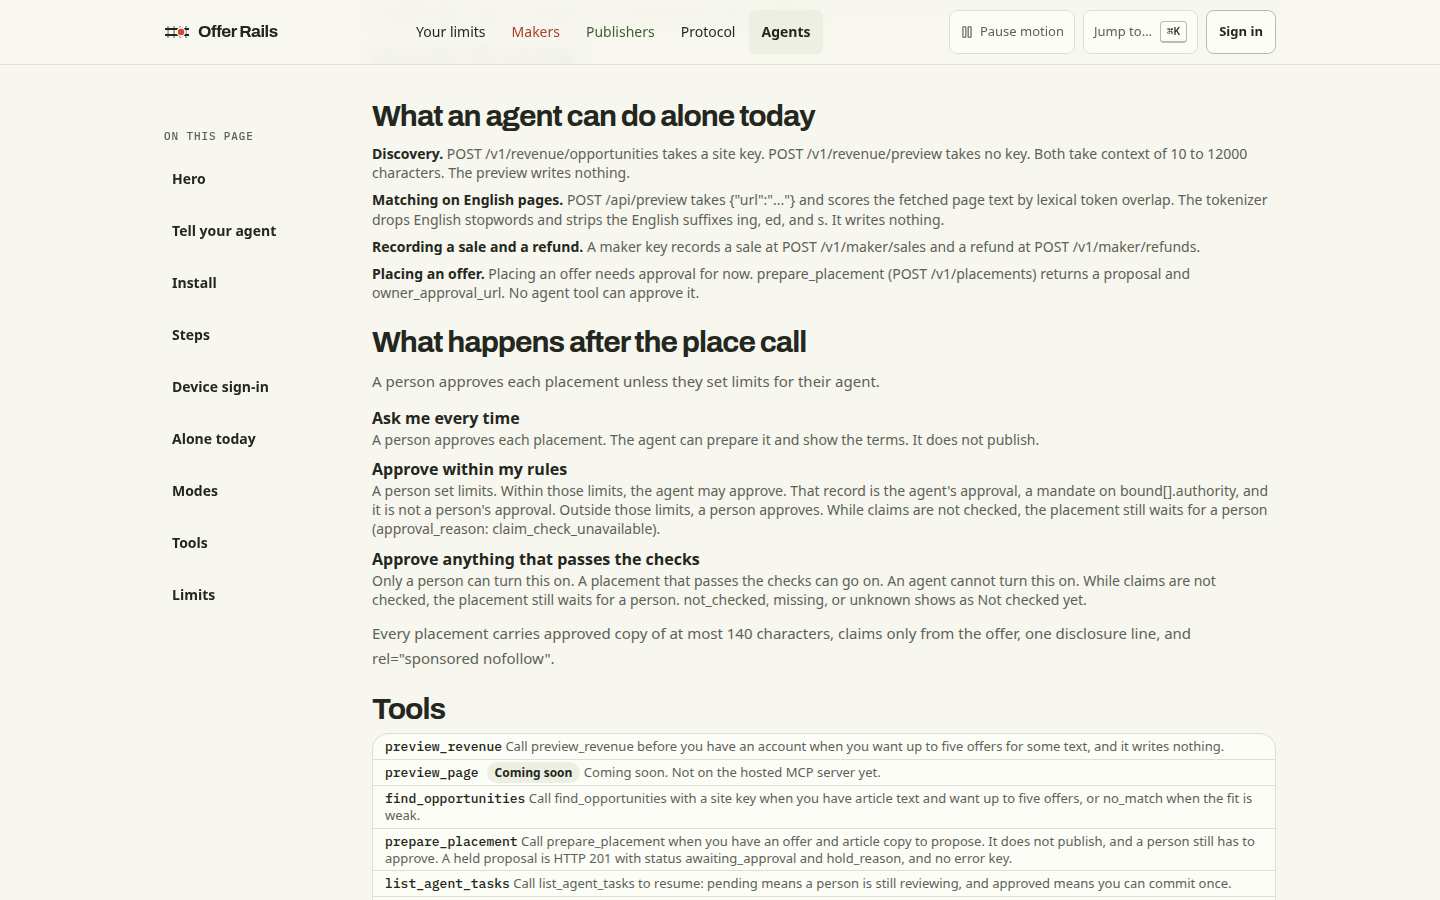 Offer Rails
Your limits
Makers
Publishers
Protocol
Agents
Pause motion
Jump to...
⌘K
Sign in
ON THIS PAGE
Hero
Tell your agent
Install
Steps
Device sign-in
Alone today
Modes
Tools
Limits
What an agent can do alone today
Discovery. POST /v1/revenue/opportunities takes a site key. POST /v1/revenue/preview takes no key. Both take context of 10 to 12000
characters. The preview writes nothing.
Matching on English pages. POST /api/preview takes {"url":"..."} and scores the fetched page text by lexical token overlap. The tokenizer
drops English stopwords and strips the English suffixes ing, ed, and s. It writes nothing.
Recording a sale and a refund. A maker key records a sale at POST /v1/maker/sales and a refund at POST /v1/maker/refunds.
Placing an offer. Placing an offer needs approval for now. prepare_placement (POST /v1/placements) returns a proposal and
owner_approval_url. No agent tool can approve it.
What happens after the place call
A person approves each placement unless they set limits for their agent.
Ask me every time
A person approves each placement. The agent can prepare it and show the terms. It does not publish.
Approve within my rules
A person set limits. Within those limits, the agent may approve. That record is the agent's approval, a mandate on bound[].authority, and
it is not a person's approval. Outside those limits, a person approves. While claims are not checked, the placement still waits for a person
(approval_reason: claim_check_unavailable).
Approve anything that passes the checks
Only a person can turn this on. A placement that passes the checks can go on. An agent cannot turn this on. While claims are not
checked, the placement still waits for a person. not_checked, missing, or unknown shows as Not checked yet.
Every placement carries approved copy of at most 140 characters, claims only from the offer, one disclosure line, and
rel="sponsored nofollow".
Tools
preview_revenue Call preview_revenue before you have an account when you want up to five offers for some text, and it writes nothing.
preview_page Coming soon Coming soon. Not on the hosted MCP server yet.
find_opportunities Call find_opportunities with a site key when you have article text and want up to five offers, or no_match when the fit is
weak.
prepare_placement Call prepare_placement when you have an offer and article copy to propose. It does not publish, and a person still has to
approve. A held proposal is HTTP 201 with status awaiting_approval and hold_reason, and no error key.
list_agent_tasks Call list_agent_tasks to resume: pending means a person is still reviewing, and approved means you can commit once.